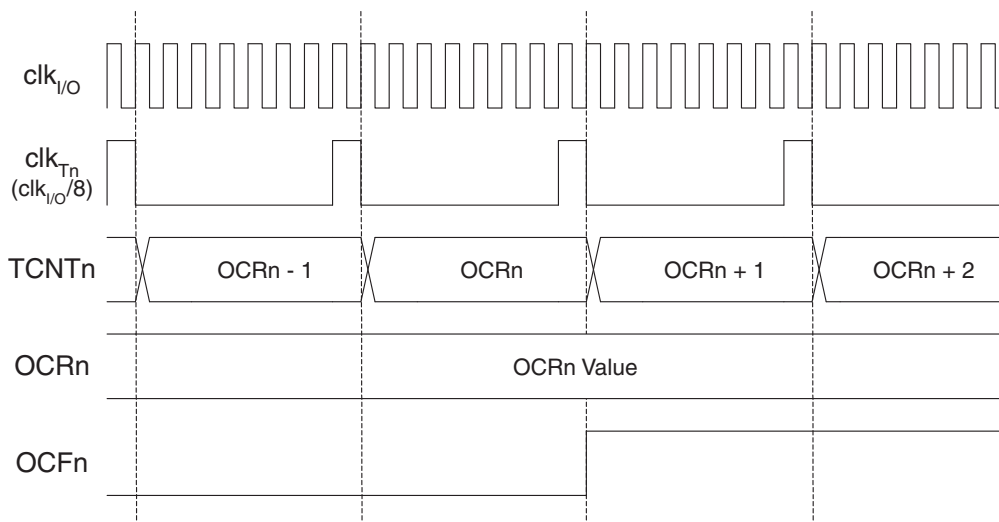 clkI/O
clkTn
(clkI/O/8)
TCNTn
OCRn - 1
OCRn
OCRn + 1
OCRn + 2
OCRn
OCRn Value
OCFn